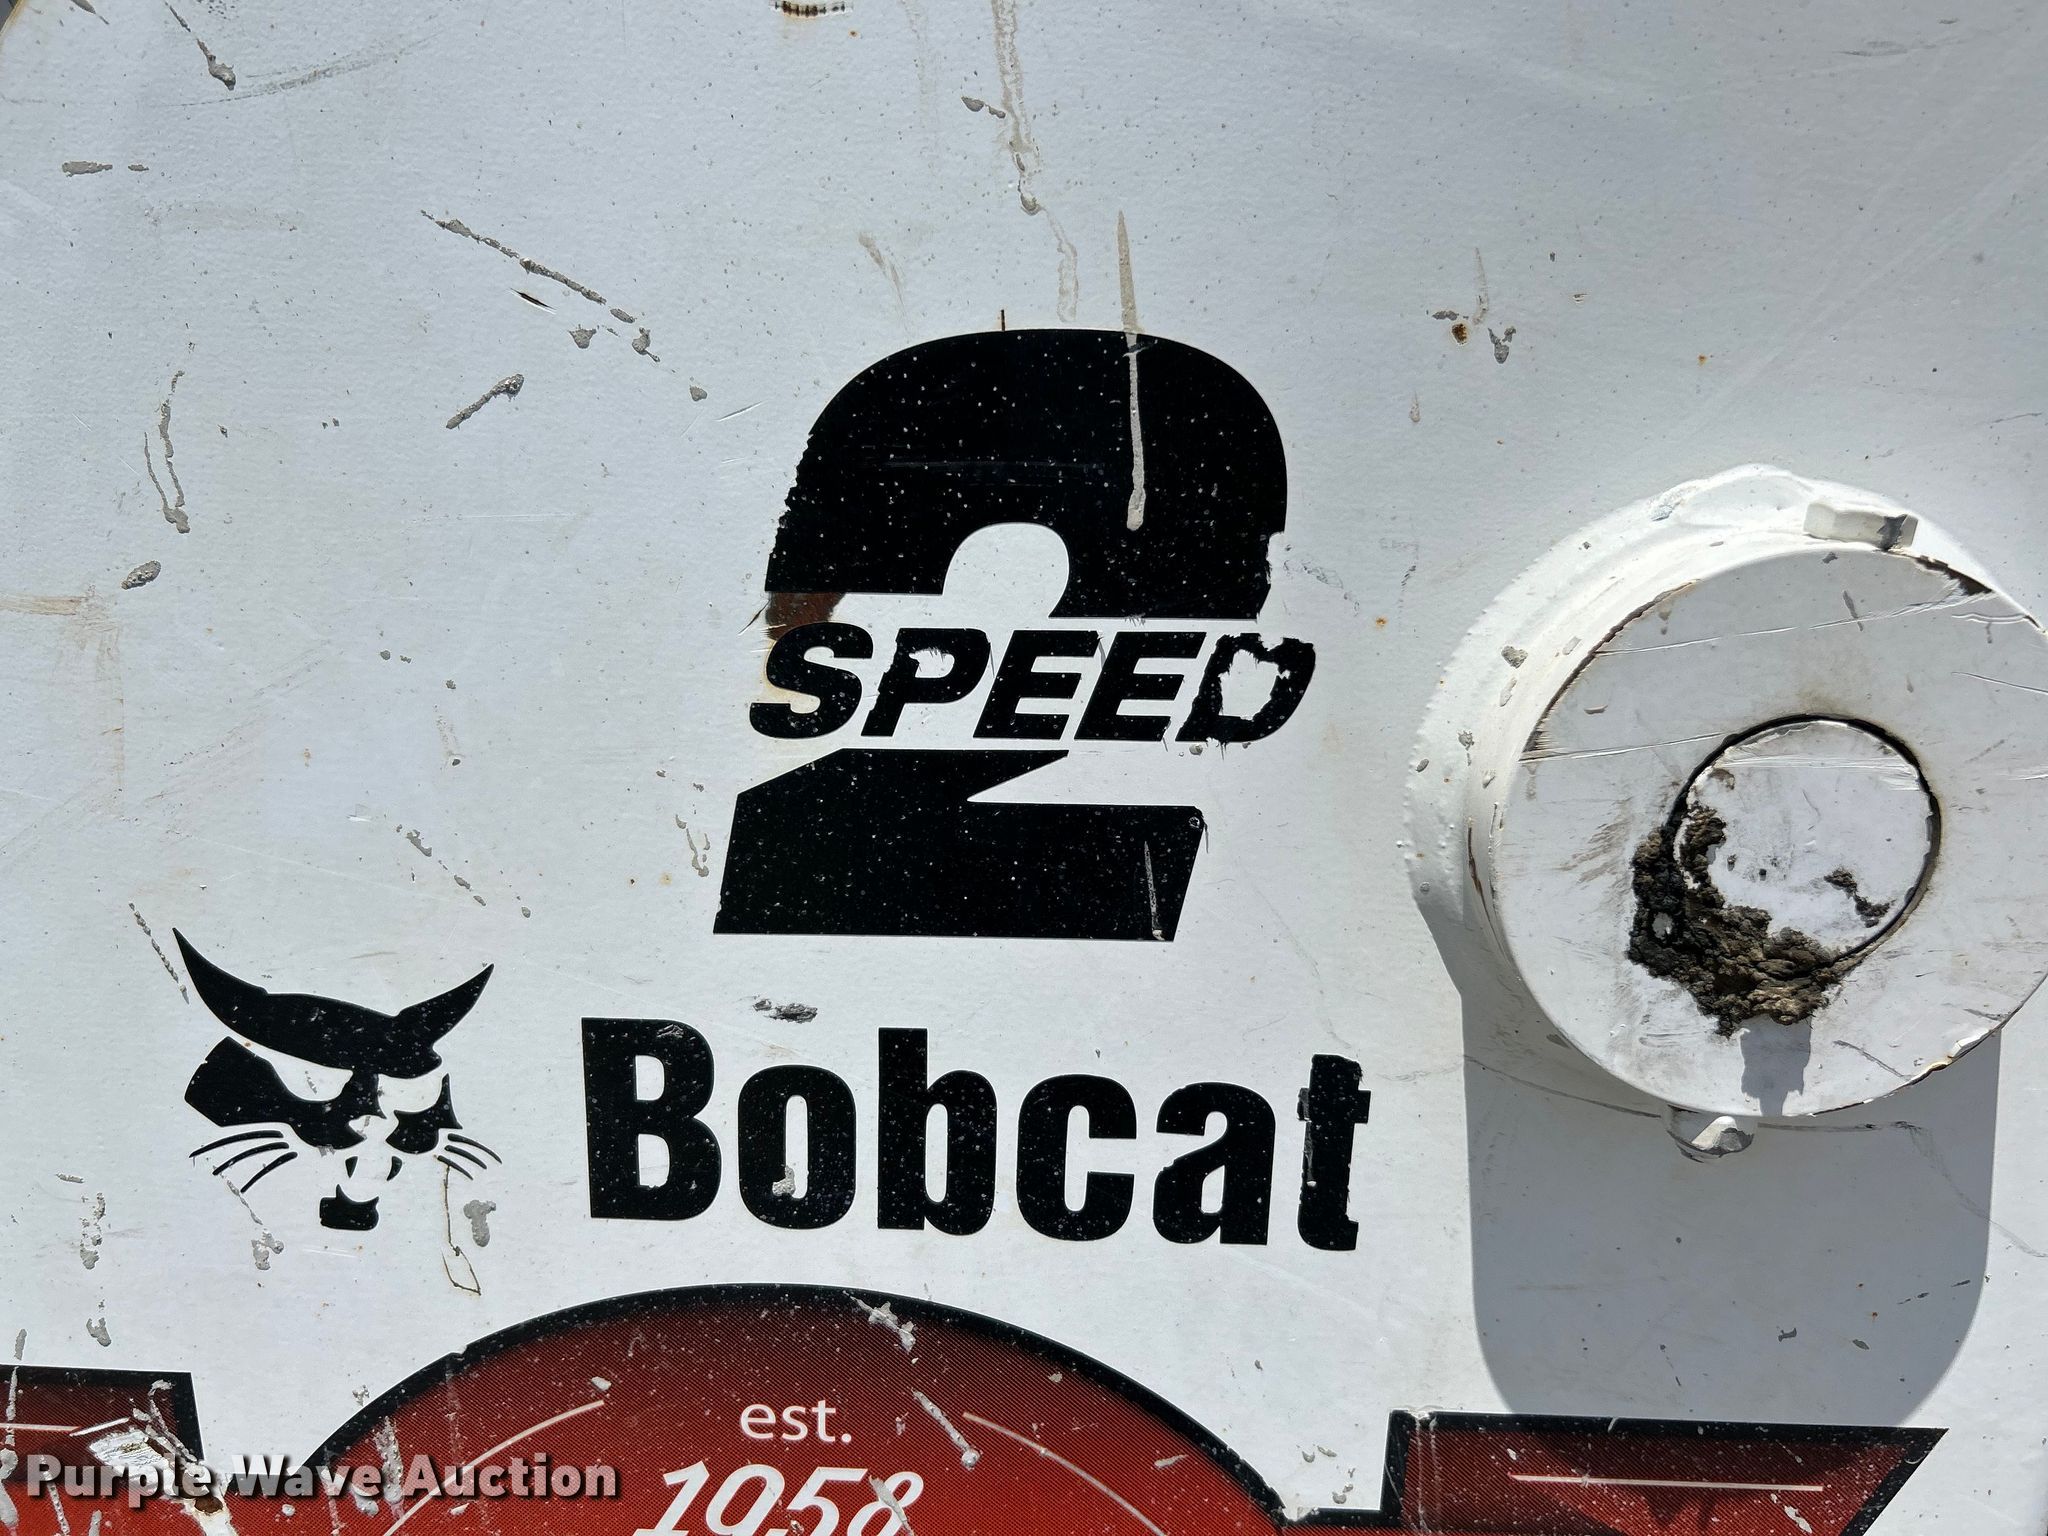 2
SPEED
Bobcat
est.
1958
Purple Wave Auction